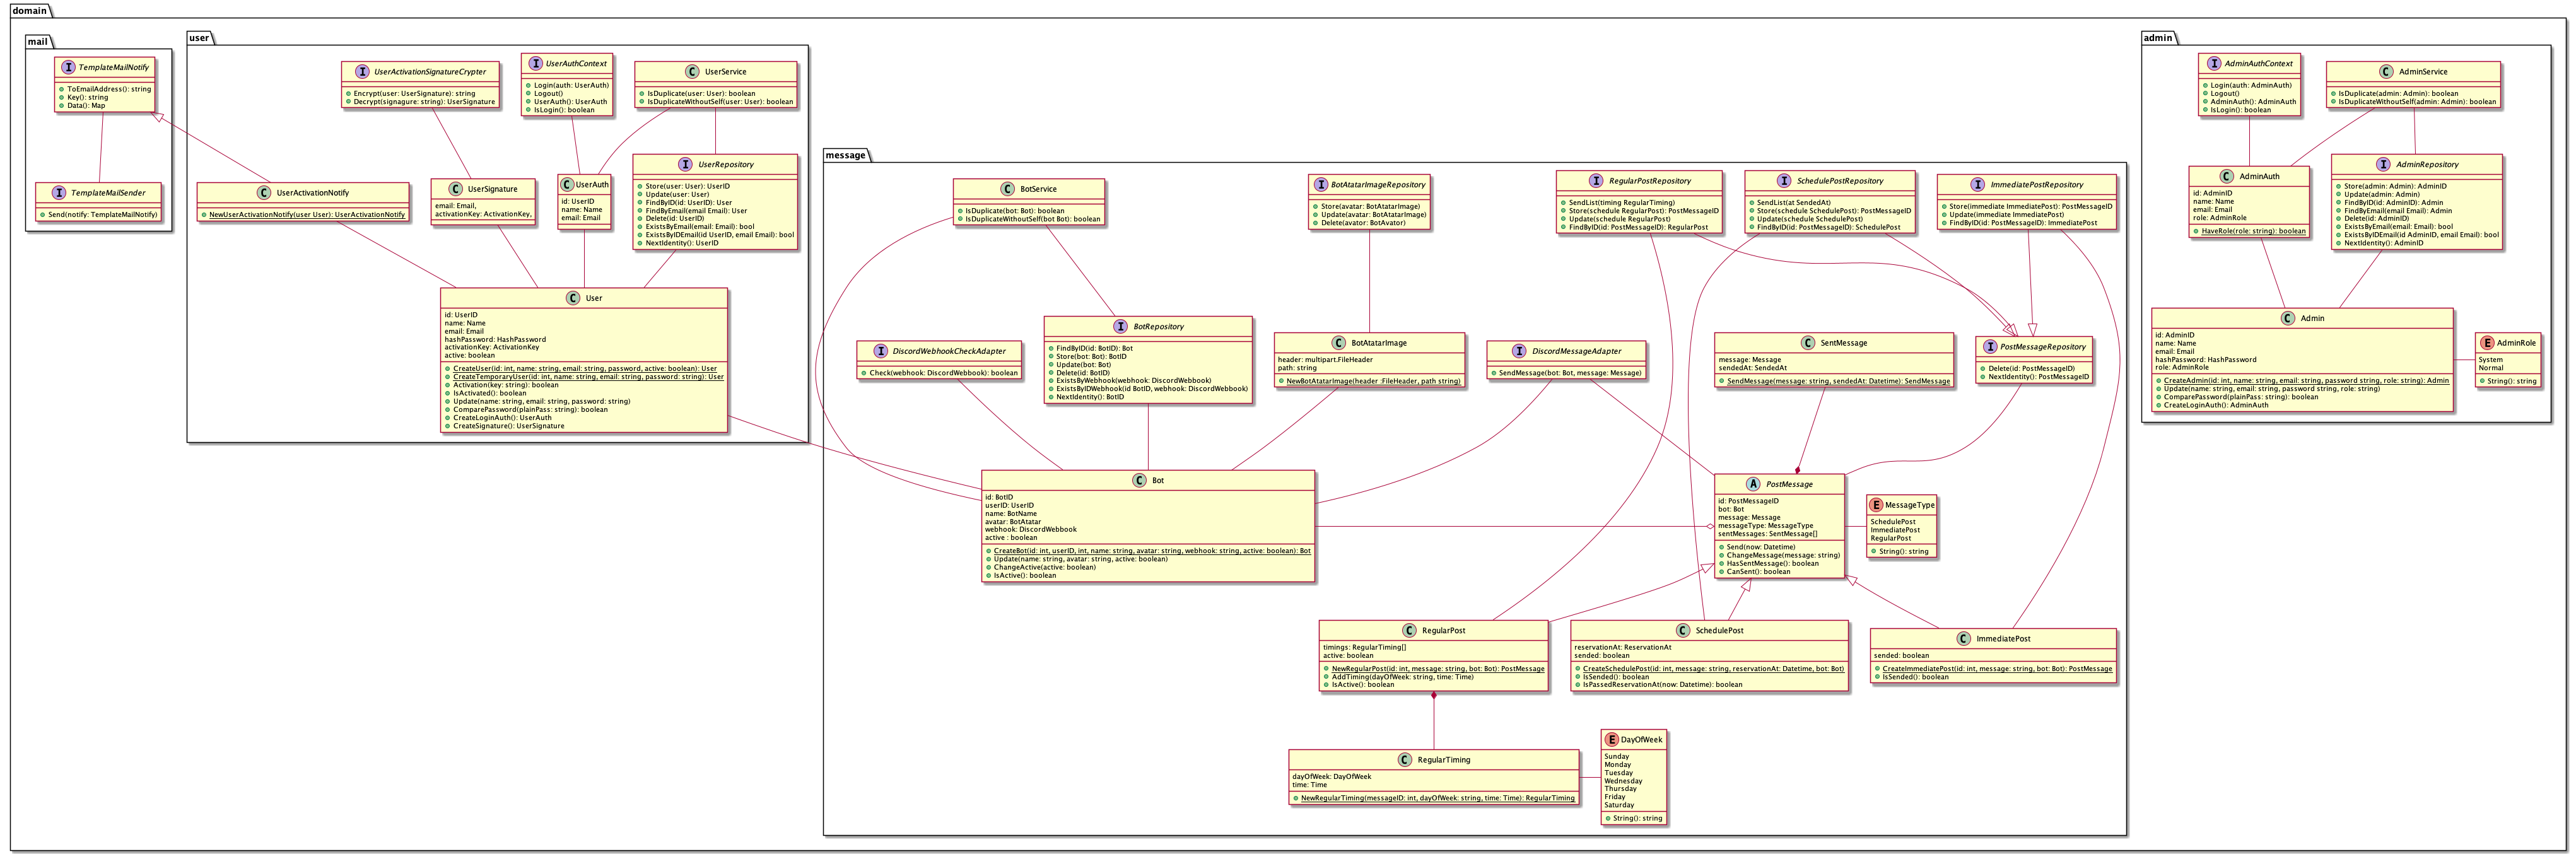 domain
mail
I TemplateMailNotify
ToEmailAddress(): string
Key(): string
Data(): Map
I TemplateMailSender
Send(notify: TemplateMailNotify)
user
I UserActivationSignatureCrypter
Encrypt(user: UserSignature): string
Decrypt(signagure: string): UserSignature
I UserAuthContext
Login(auth: UserAuth)
Logout()
UserAuth(): UserAuth
IsLogin(): boolean
C UserService
IsDuplicate(user: User): boolean
IsDuplicateWithoutSelf(user: User): boolean
C UserActivationNotify
NewUserActivationNotify(user User): UserActivationNotify
C UserSignature
email: Email,
activationKey: ActivationKey,
C UserAuth
id: UserID
name: Name
email: Email
I UserRepository
Store(user: User): UserID
Update(user: User)
FindByID(id: UserID): User
FindByEmail(email Email): User
Delete(id: UserID)
ExistsByEmail(email: Email): bool
ExistsByIDEmail(id UserID, email Email): bool
NextIdentity(): UserID
C User
id: UserID
name: Name
email: Email
hashPassword: HashPassword
activationKey: ActivationKey
active: boolean
CreateUser(id: int, name: string, email: string, password, active: boolean): User
CreateTemporaryUser(id: int, name: string, email: string, password: string): User
Activation(key: string): boolean
IsActivated(): boolean
Update(name: string, email: string, password: string)
ComparePassword(plainPass: string): boolean
CreateLoginAuth(): UserAuth
CreateSignature(): UserSignature
message
C BotService
IsDuplicate(bot: Bot): boolean
IsDuplicateWithoutSelf(bot Bot): boolean
I BotAtatarImageRepository
Store(avatar: BotAtatarImage)
Update(avatar: BotAtatarImage)
Delete(avator: BotAvator)
I RegularPostRepository
SendList(timing RegularTiming)
Store(schedule RegularPost): PostMessageID
Update(schedule RegularPost)
FindByID(id: PostMessageID): RegularPost
I SchedulePostRepository
SendList(at SendedAt)
Store(schedule SchedulePost): PostMessageID
Update(schedule SchedulePost)
FindByID(id: PostMessageID): SchedulePost
I ImmediatePostRepository
Store(immediate ImmediatePost): PostMessageID
Update(immediate ImmediatePost)
FindByID(id: PostMessageID): ImmediatePost
I DiscordWebhookCheckAdapter
Check(webhook: DiscordWebbook): boolean
I BotRepository
FindByID(id: BotID): Bot
Store(bot: Bot): BotID
Update(bot: Bot)
Delete(id: BotID)
ExistsByWebhook(webhook: DiscordWebbook)
ExistsByIDWebhook(id BotID, webhook: DiscordWebbook)
NextIdentity(): BotID
C BotAtatarImage
header: multipart.FileHeader
path: string
NewBotAtatarImage(header :FileHeader, path string)
I DiscordMessageAdapter
SendMessage(bot: Bot, message: Message)
C SentMessage
message: Message
sendedAt: SendedAt
SendMessage(message: string, sendedAt: Datetime): SendMessage
I PostMessageRepository
Delete(id: PostMessageID)
NextIdentity(): PostMessageID
C Bot
id: BotID
userID: UserID
name: BotName
avatar: BotAtatar
webhook: DiscordWebbook
active : boolean
CreateBot(id: int, userID, int, name: string, avatar: string, webhook: string, active: boolean): Bot
Update(name: string, avatar: string, active: boolean)
ChangeActive(active: boolean)
IsActive(): boolean
A PostMessage
id: PostMessageID
bot: Bot
message: Message
messageType: MessageType
sentMessages: SentMessage[]
Send(now: Datetime)
ChangeMessage(message: string)
HasSentMessage(): boolean
CanSent(): boolean
E MessageType
SchedulePost
ImmediatePost
RegularPost
String(): string
C RegularPost
timings: RegularTiming[]
active: boolean
NewRegularPost(id: int, message: string, bot: Bot): PostMessage
AddTiming(dayOfWeek: string, time: Time)
IsActive(): boolean
C SchedulePost
reservationAt: ReservationAt
sended: boolean
CreateSchedulePost(id: int, message: string, reservationAt: Datetime, bot: Bot)
IsSended(): boolean
IsPassedReservationAt(now: Datetime): boolean
C ImmediatePost
sended: boolean
CreateImmediatePost(id: int, message: string, bot: Bot): PostMessage
IsSended(): boolean
C RegularTiming
dayOfWeek: DayOfWeek
time: Time
NewRegularTiming(messageID: int, dayOfWeek: string, time: Time): RegularTiming
E DayOfWeek
Sunday
Monday
Tuesday
Wednesday
Thursday
Friday
Saturday
String(): string
admin
I AdminAuthContext
Login(auth: AdminAuth)
Logout()
AdminAuth(): AdminAuth
IsLogin(): boolean
C AdminService
IsDuplicate(admin: Admin): boolean
IsDuplicateWithoutSelf(admin: Admin): boolean
C AdminAuth
id: AdminID
name: Name
email: Email
role: AdminRole
HaveRole(role: string): boolean
I AdminRepository
Store(admin: Admin): AdminID
Update(admin: Admin)
FindByID(id: AdminID): Admin
FindByEmail(email Email): Admin
Delete(id: AdminID)
ExistsByEmail(email: Email): bool
ExistsByIDEmail(id AdminID, email Email): bool
NextIdentity(): AdminID
C Admin
id: AdminID
name: Name
email: Email
hashPassword: HashPassword
role: AdminRole
CreateAdmin(id: int, name: string, email: string, password string, role: string): Admin
Update(name: string, email: string, password string, role: string)
ComparePassword(plainPass: string): boolean
CreateLoginAuth(): AdminAuth
E AdminRole
System
Normal
String(): string